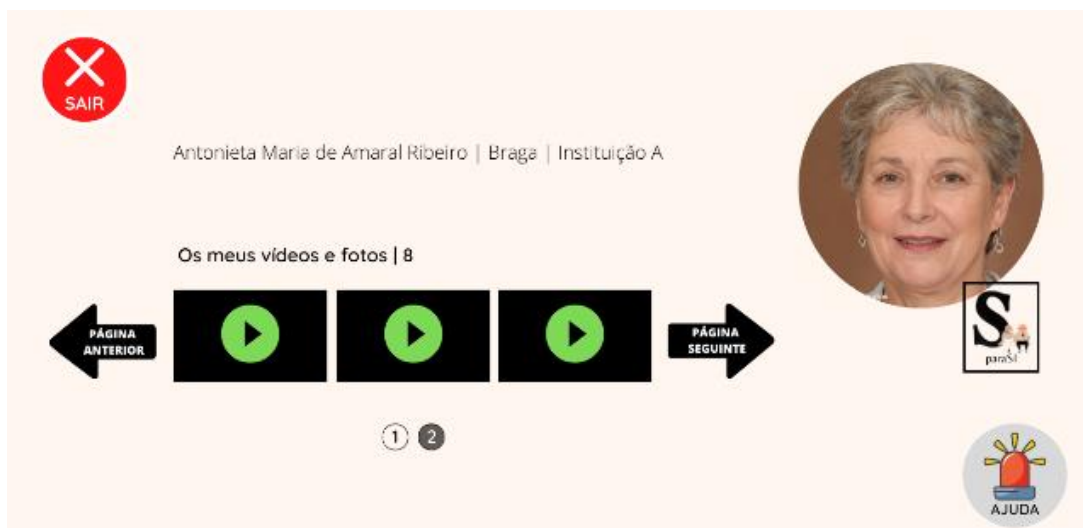 SAIR
Antonieta Maria de Amaral Ribeiro | Braga | Instituição A
Os meus vídeos e fotos | 8
PÁGINA
ANTERIOR
PÁGINA
SEGUINTE
S
paraSi
1 2
AJUDA